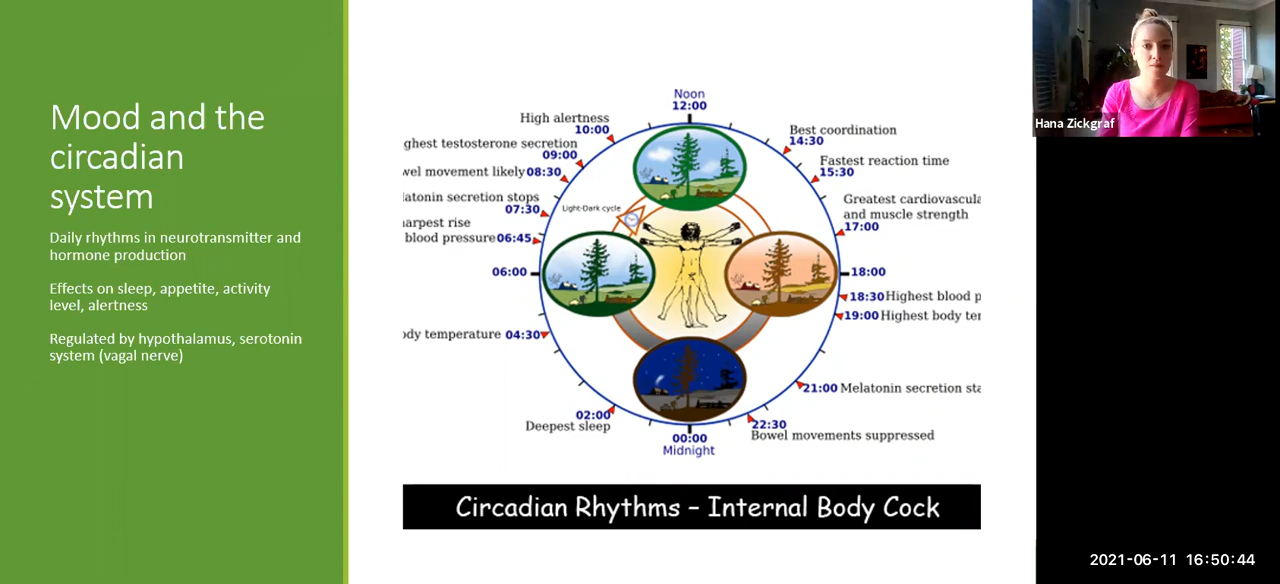 Mood and the
circadian
system
Daily rhythms in neurotransmitter and
hormone production
Effects on sleep, appetite, activity
level, alertness
Regulated by hypothalamus, serotonin
system (vagal nerve)
Noon
12:00
High alertness
10:00
ghest testosterone secretion
09:00
wel movement likely 08:30
latonin secretion stops
07:30
Light-Dark cycle
harpest rise
blood pressure 06:45
06:00
ody temperature 04:30
02:00
Deepest sleep
00:00
Midnight
Best coordination
14:30
Fastest reaction time
15:30
Greatest cardiovascula
and muscle strength
17:00
18:00
18:30 Highest blood p
19:00 Highest body ter
21:00 Melatonin secretion sta
22:30
Bowel movements suppressed
Circadian Rhythms – Internal Body Cock
Hana Zickgraf
2021-06-11 16:50:44